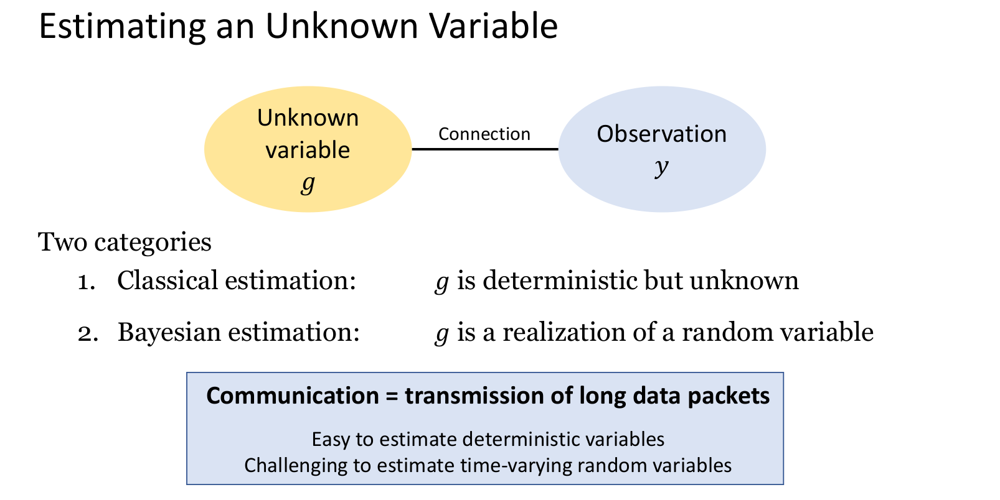 Estimating an Unknown Variable
Unknown
variable
g
Connection
Observation
y
Two categories
1. Classical estimation: g is deterministic but unknown
2. Bayesian estimation: g is a realization of a random variable
Communication = transmission of long data packets
Easy to estimate deterministic variables
Challenging to estimate time-varying random variables